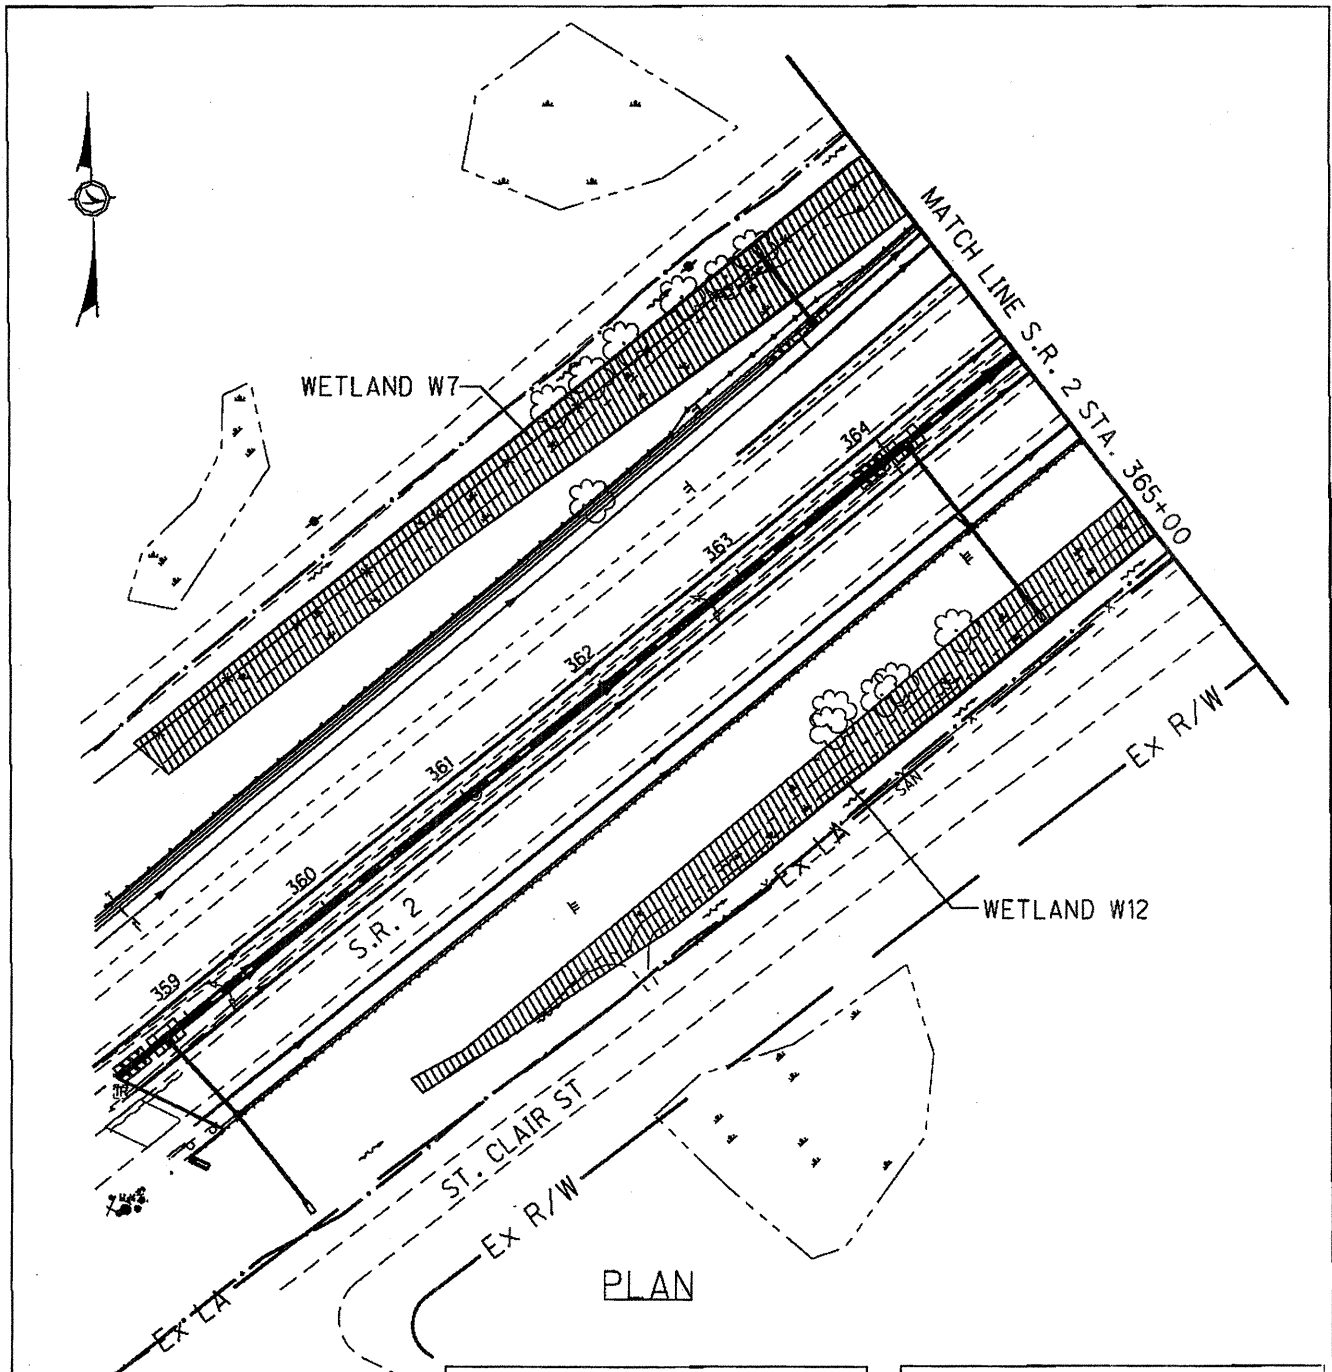 MATCH LINE S.R. 2 STA. 365+00
WETLAND W7
364
363
362
361
360
359
S.R. 2
SAN
Ex R/W
Ex LA
WETLAND W12
ST. CLAIR ST
Ex R/W
PLAN
Ex LA